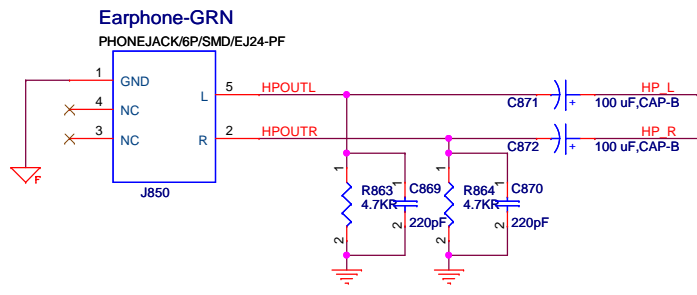 Earphone-GRN
PHONEJACK/6P/SMD/EJ24-PF
1 GND
4 NC
3 NC
L 5 HPOUTL
R 2 HPOUTR
J850
F
C871 + 100 uF,CAP-B HP_L
C872 + 100 uF,CAP-B HP_R
1 R863 4.7KR 2
1 C869 220pF 2
1 R864 4.7KR 2
1 C870 220pF 2